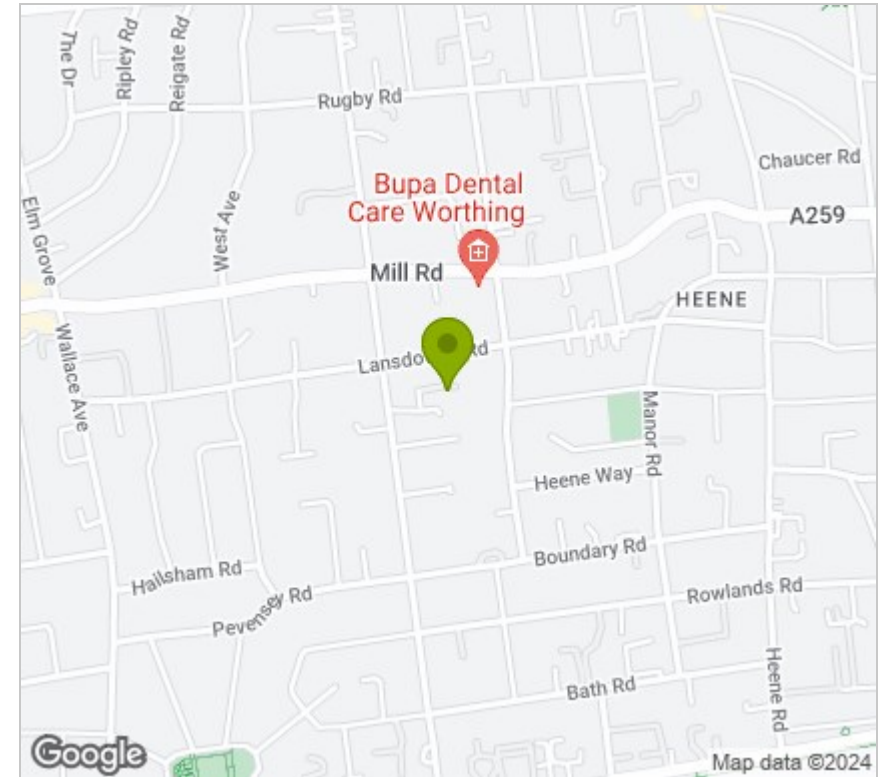 The Dr
Ripley Rd
Reigate Rd
Rugby Rd
Chaucer Rd
Bupa Dental
Care Worthing
Elm Grove
West Ave
A259
Mill Rd
HEENE
Wallace Ave
Rd
Manor Rd
Heene Way
Boundary Rd
Hailsham Rd
Pevensey Rd
Rowlands Rd
Heene Rd
Bath Rd
Google
Map data ©2024